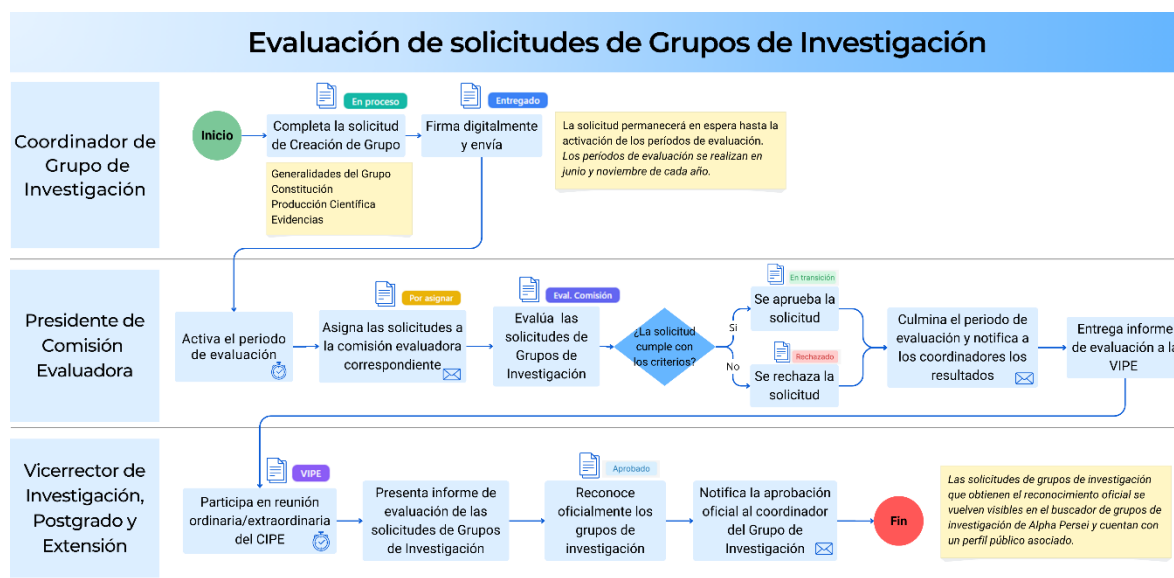 Evaluación de solicitudes de Grupos de Investigación
Coordinador de
Grupo de
Investigación
Inicio
En proceso
Completa la solicitud
de Creación de Grupo
Generalidades del Grupo
Constitución
Producción Científica
Evidencias
Entregado
Firma digitalmente
y envía
La solicitud permanecerá en espera hasta la
activación de los períodos de evaluación.
Los períodos de evaluación se realizan en
junio y noviembre de cada año.
Presidente de
Comisión
Evaluadora
Activa el periodo
de evaluación
Por asignar
Asigna las solicitudes a
la comisión evaluadora
correspondiente
Eval. Comisión
Evalúa las
solicitudes de
Grupos de
Investigación
¿La solicitud
cumple con
los criterios?
Si
No
En transición
Se aprueba la
solicitud
Rechazado
Se rechaza la
solicitud
Culmina el periodo de
evaluación y notifica a
los coordinadores los
resultados
Entrega informe
de evaluación a la
VIPE
Vicerrector de
Investigación,
Postgrado y
Extensión
VIPE
Participa en reunión
ordinaria/extraordinaria
del CIPE
Presenta informe de
evaluación de las
solicitudes de Grupos
de Investigación
Aprobado
Reconoce
oficialmente los
grupos de
investigación
Notifica la aprobación
oficial al coordinador
del Grupo de
Investigación
Fin
Las solicitudes de grupos de investigación
que obtienen el reconocimiento oficial se
vuelven visibles en el buscador de grupos de
investigación de Alpha Persei y cuentan con
un perfil público asociado.